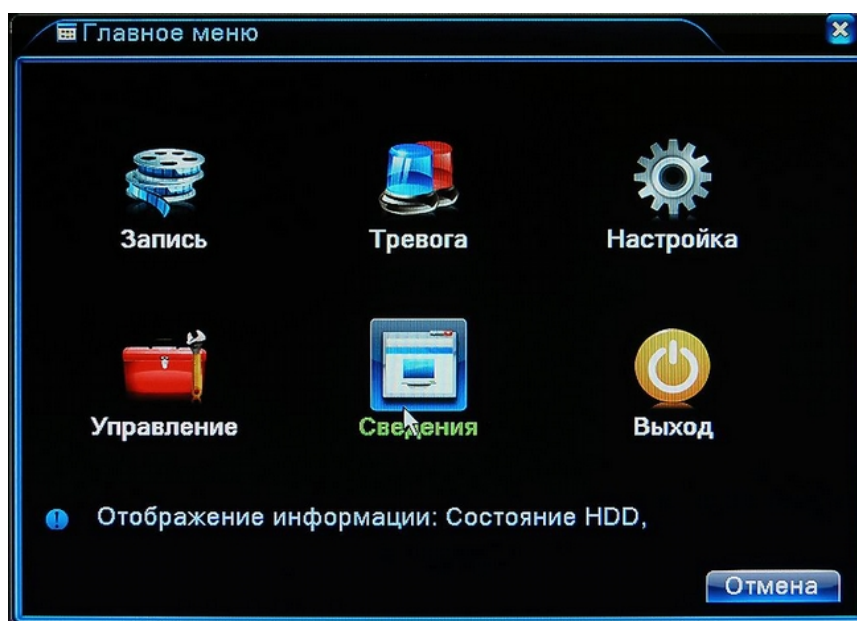 Главное меню
Запись
Тревога
Настройка
Управление
Сведения
Выход
Отображение информации: Состояние HDD,
Отмена